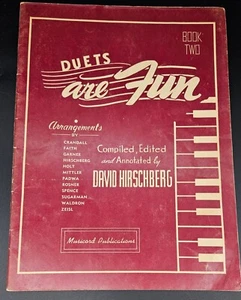 BOOK
TWO
DUETS
are Fun
Arrangements
BY
CRANDALL
FAITH
GARNES
HIRSCHBERG
HOLT
MITTLER
PADWA
ROSNER
SPENCE
SUGARMAN
WALDRON
ZEISL
Compiled, Edited
and Annotated by
DAVID HIRSCHBERG
Musicord Publications